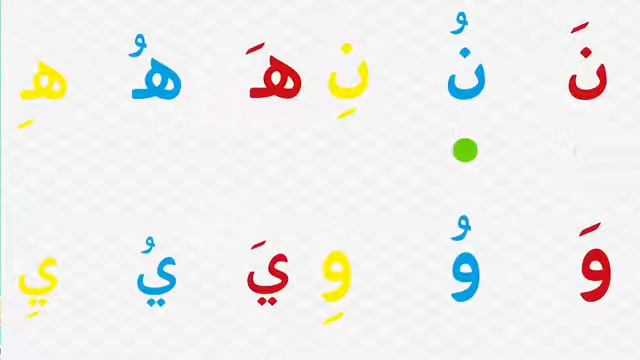 نَ نُ نِ هَ هُ هِ
وَ وُ وِ يَ يُ يِ